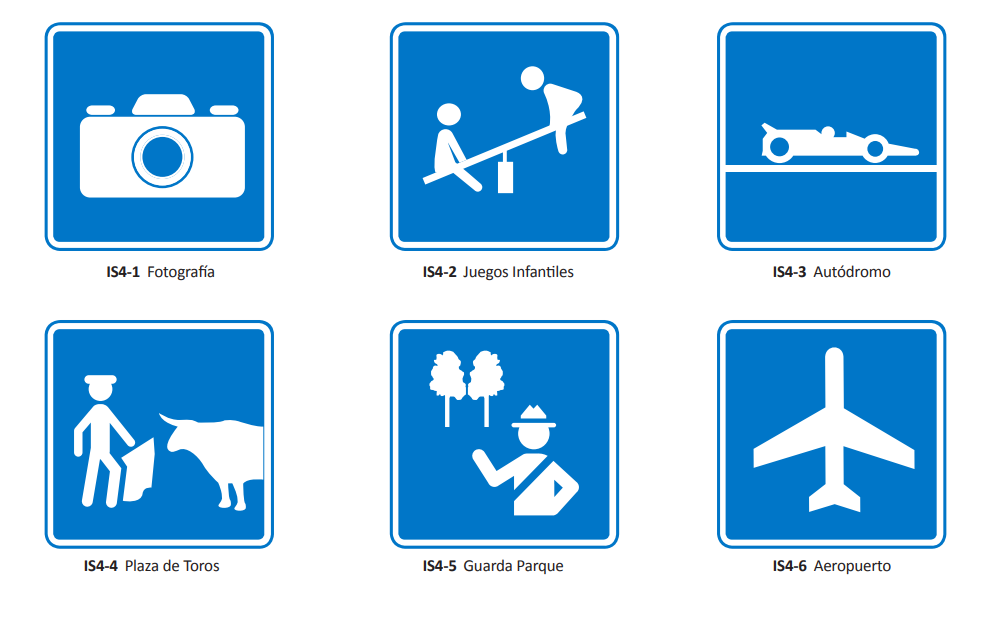 IS4-1 Fotografía
IS4-2 Juegos Infantiles
IS4-3 Autódromo
IS4-4 Plaza de Toros
IS4-5 Guarda Parque
IS4-6 Aeropuerto